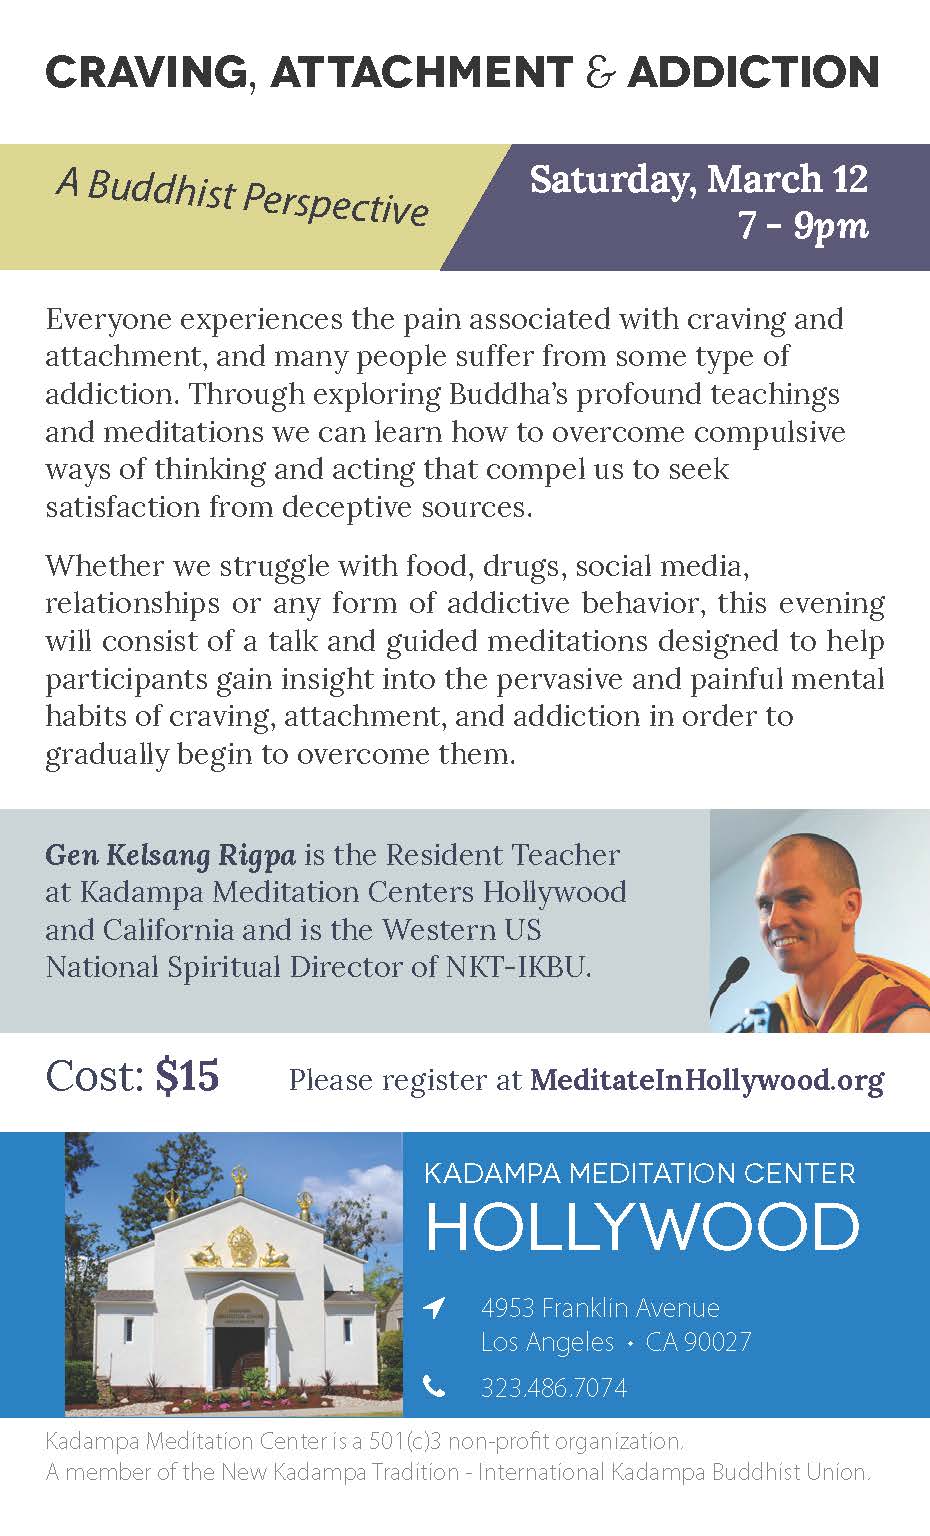 CRAVING, ATTACHMENT & ADDICTION
A Buddhist Perspective
Saturday, March 12
7 - 9pm
Everyone experiences the pain associated with craving and
attachment, and many people suffer from some type of
addiction. Through exploring Buddha's profound teachings
and meditations we can learn how to overcome compulsive
ways of thinking and acting that compel us to seek
satisfaction from deceptive sources.
Whether we struggle with food, drugs, social media,
relationships or any form of addictive behavior, this evening
will consist of a talk and guided meditations designed to help
participants gain insight into the pervasive and painful mental
habits of craving, attachment, and addiction in order to
gradually begin to overcome them.
Gen Kelsang Rigpa is the Resident Teacher
at Kadampa Meditation Centers Hollywood
and California and is the Western US
National Spiritual Director of NKT-IKBU.
Cost: $15 Please register at MeditateInHollywood.org
KADAMPA MEDITATION CENTER
HOLLYWOOD
4953 Franklin Avenue
Los Angeles • CA 90027
323.486.7074
Kadampa Meditation Center is a 501(c)3 non-profit organization.
A member of the New Kadampa Tradition - International Kadampa Buddhist Union.